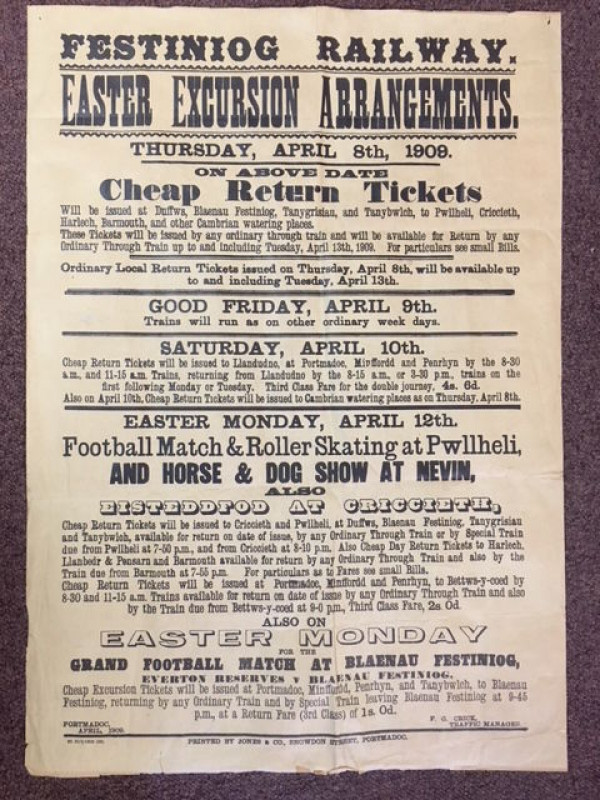 FESTINIOG RAILWAY.
EASTER EXCURSION ARRANGEMENTS.
THURSDAY, APRIL 8th, 1909.
ON ABOVE DATE
Cheap Return Tickets
Will be issued at Duffws, Blaenau Festiniog, Tanygrisiau, and Tanybwlch, to Pwllheli, Criccieth,
Harlech, Barmouth, and other Cambrian watering places.
These Tickets will be issued by any ordinary through train and will be available for Return by any
Ordinary Through Train up to and including Tuesday, April 13th, 1909. For particulars see small Bills.
Ordinary Local Return Tickets issued on Thursday, April 8th, will be available up
to and including Tuesday, April 13th.
GOOD FRIDAY, APRIL 9th.
Trains will run as on other ordinary week days.
SATURDAY, APRIL 10th.
Cheap Return Tickets will be issued to Llandudno, at Portmadoc, Minffordd and Penrhyn by the 8-30
a.m., and 11-15 a.m. Trains, returning from Llandudno by the 8-15 a.m., or 3-30 p.m., trains on the
first following Monday or Tuesday. Third Class Fare for the double journey, 4s. 6d.
Also on April 10th, Cheap Return Tickets will be issued to Cambrian watering places as on Thursday, April 8th.
EASTER MONDAY, APRIL 12th.
Football Match & Roller Skating at Pwllheli,
AND HORSE & DOG SHOW AT NEVIN,
ALSO
EISTEDDFOD AT CRICCIETH,
Cheap Return Tickets will be issued to Criccieth and Pwllheli, at Duffws, Blaenau Festiniog, Tanygrisiau
and Tanybwlch, available for return on date of issue, by any Ordinary Through Train or by Special Train
due from Pwllheli at 7-50 p.m., and from Criccieth at 8-10 p.m. Also Cheap Day Return Tickets to Harlech,
Llanbedr & Pensarn and Barmouth available for return by any Ordinary Through Train and also by the
Train due from Barmouth at 7-55 p.m. For particulars as to Fares see small Bills.
Cheap Return Tickets will be issued at Portmadoc, Minffordd and Penrhyn, to Bettws-y-coed by
8-30 and 11-15 a.m. Trains available for return on date of issue by any Ordinary Through Train and also
by the Train due from Bettws-y-coed at 9-0 p.m., Third Class Fare, 2s. 0d.
ALSO ON
EASTER MONDAY
FOR THE
GRAND FOOTBALL MATCH AT BLAENAU FESTINIOG,
EVERTON RESERVES V BLAENAU FESTINIOG.
Cheap Excursion Tickets will be issued at Portmadoc, Minffordd, Penrhyn, and Tanybwlch, to Blaenau
Festiniog, returning by any Ordinary Train and by Special Train leaving Blaenau Festiniog at 9-45
p.m., at a Return Fare (3rd Class) of 1s. 0d.
PORTMADOC,
APRIL, 1909.
F. G. CRICK,
TRAFFIC MANAGER.
PRINTED BY JONES & CO., SNOWDON STREET, PORTMADOC.